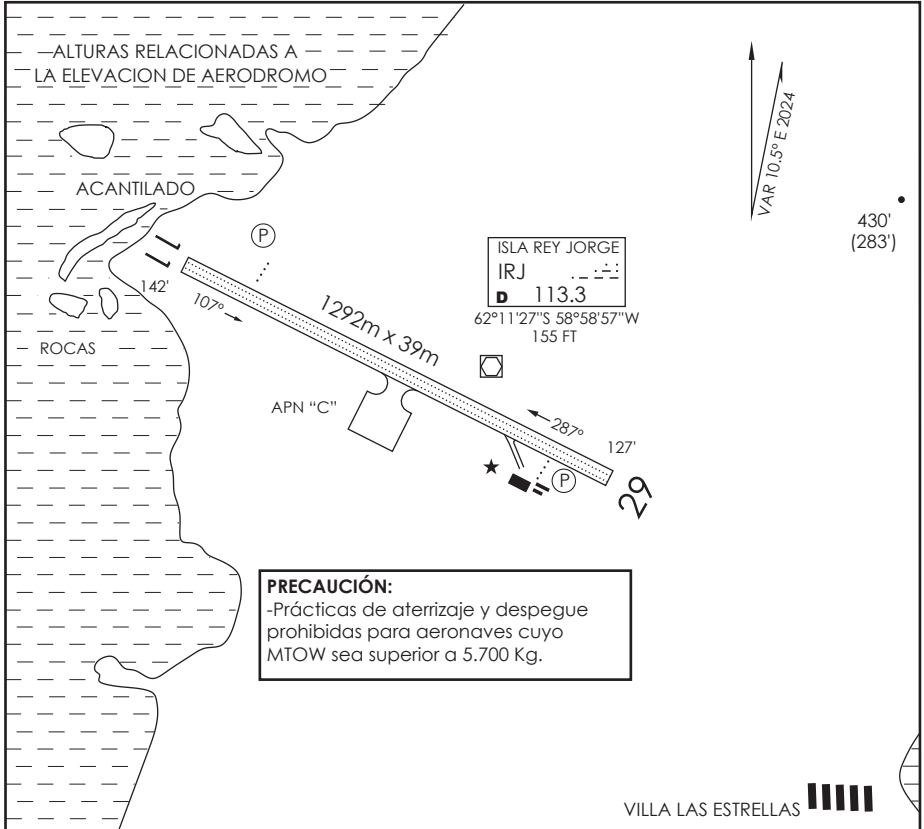 ALTURAS RELACIONADAS A
LA ELEVACION DE AERODROMO
VAR 10.5° E 2024
ACANTILADO
430'
(283')
P
ISLA REY JORGE
IRJ
D 113.3
62°11'27"S 58°58'57"W
155 FT
11
142'
107°
1292m x 39m
ROCAS
APN “C”
287°
127'
P
29
PRECAUCIÓN:
-Prácticas de aterrizaje y despegue
prohibidas para aeronaves cuyo
MTOW sea superior a 5.700 Kg.
VILLA LAS ESTRELLAS